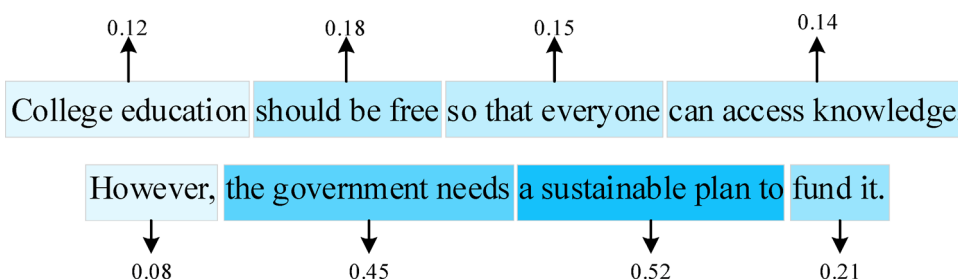 0.12 0.18 0.15 0.14
College education should be free so that everyone can access knowledge.
However, the government needs a sustainable plan to fund it.
0.08 0.45 0.52 0.21